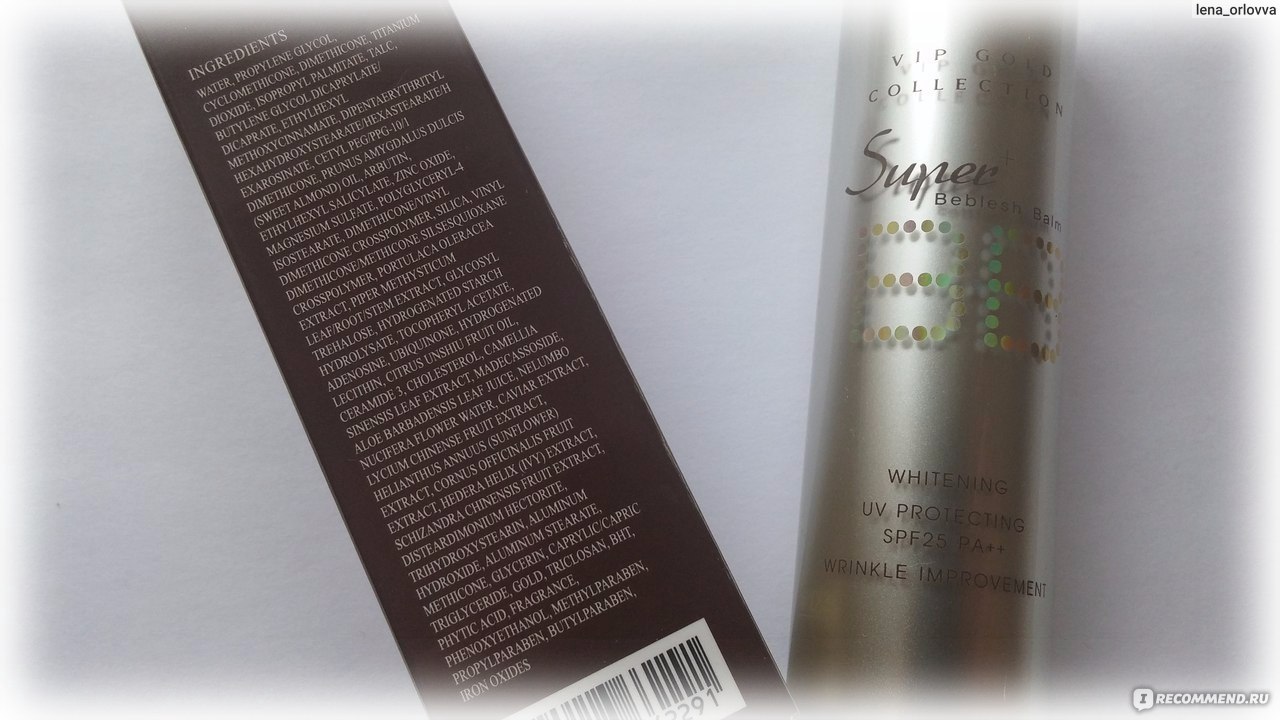 INGREDIENTS
WATER, PROPYLENE GLYCOL,
CYCLOMETHICONE, DIMETHICONE, TITANIUM
DIOXIDE, ISOPROPYL PALMITATE, TALC,
BUTYLENE GLYCOL DICAPRYLATE/
DICAPRATE, ETHYLHEXYL
METHOXYCINNAMATE, DIPENTAERYTHRITYL
HEXAHYDROXYSTEARATE/HEXASTEARATE/H
EXAROSINATE, CETYL PEG/PPG-10/1
DIMETHICONE, PRUNUS AMYGDALUS DULCIS
(SWEET ALMOND) OIL, ARBUTIN,
ETHYLHEXYL SALICYLATE, ZINC OXIDE,
MAGNESIUM SULFATE, POLYGLYCERYL-4
ISOSTEARATE, DIMETHICONE/VINYL
DIMETHICONE CROSSPOLYMER, SILICA, VINYL
DIMETHICONE/METHICONE SILSESQUIOXANE
CROSSPOLYMER, PORTULACA OLERACEA
EXTRACT, PIPER METHYSTICUM
LEAF/ROOT/STEM EXTRACT, GLYCOSYL
TREHALOSE, HYDROGENATED STARCH
HYDROLYSATE, TOCOPHERYL ACETATE,
ADENOSINE, UBIQUINONE, HYDROGENATED
LECITHIN, CITRUS UNSHIU FRUIT OIL,
CERAMIDE 3, CHOLESTEROL, CAMELLIA
SINENSIS LEAF EXTRACT, MADECASSOSIDE,
ALOE BARBADENSIS LEAF JUICE, NELUMBO
NUCIFERA FLOWER WATER, CAVIAR EXTRACT,
LYCIUM CHINENSE FRUIT EXTRACT,
HELIANTHUS ANNUUS (SUNFLOWER)
EXTRACT, CORNUS OFFICINALIS FRUIT
EXTRACT, HEDERA HELIX (IVY) EXTRACT,
SCHIZANDRA CHINENSIS FRUIT EXTRACT,
DISTEARDIMONIUM HECTORITE,
TRIHYDROXYSTEARIN, ALUMINUM
HYDROXIDE, ALUMINUM STEARATE,
METHICONE, GLYCERIN, CAPRYLIC/CAPRIC
TRIGLYCERIDE, GOLD, TRICLOSAN, BHT,
PHYTIC ACID, FRAGRANCE,
PHENOXYETHANOL, METHYLPARABEN,
PROPYLPARABEN, BUTYLPARABEN,
IRON OXIDES
VIP GOLD
COLLECTION
Super+
Beblesh Balm
BB
WHITENING
UV PROTECTING
SPF25 PA++
WRINKLE IMPROVEMENT
lena_orlovva
IRECOMMEND.RU